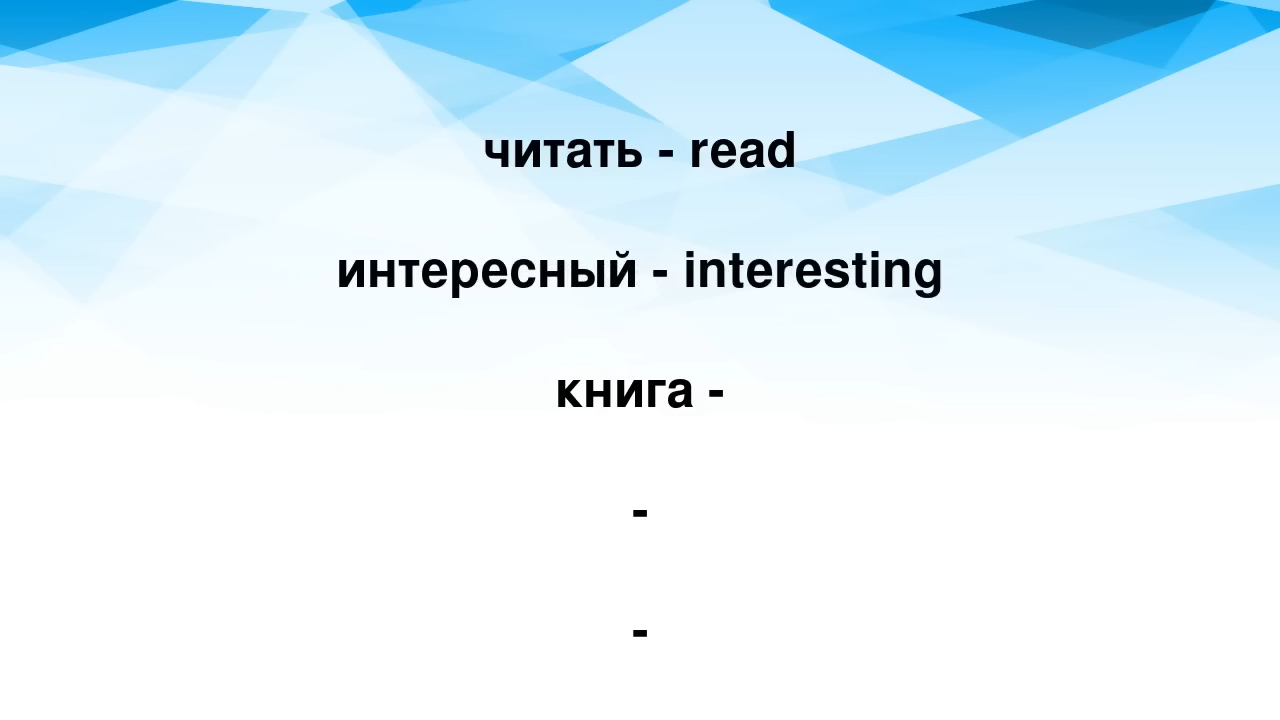 читать - read
интересный - interesting
книга -
-
-